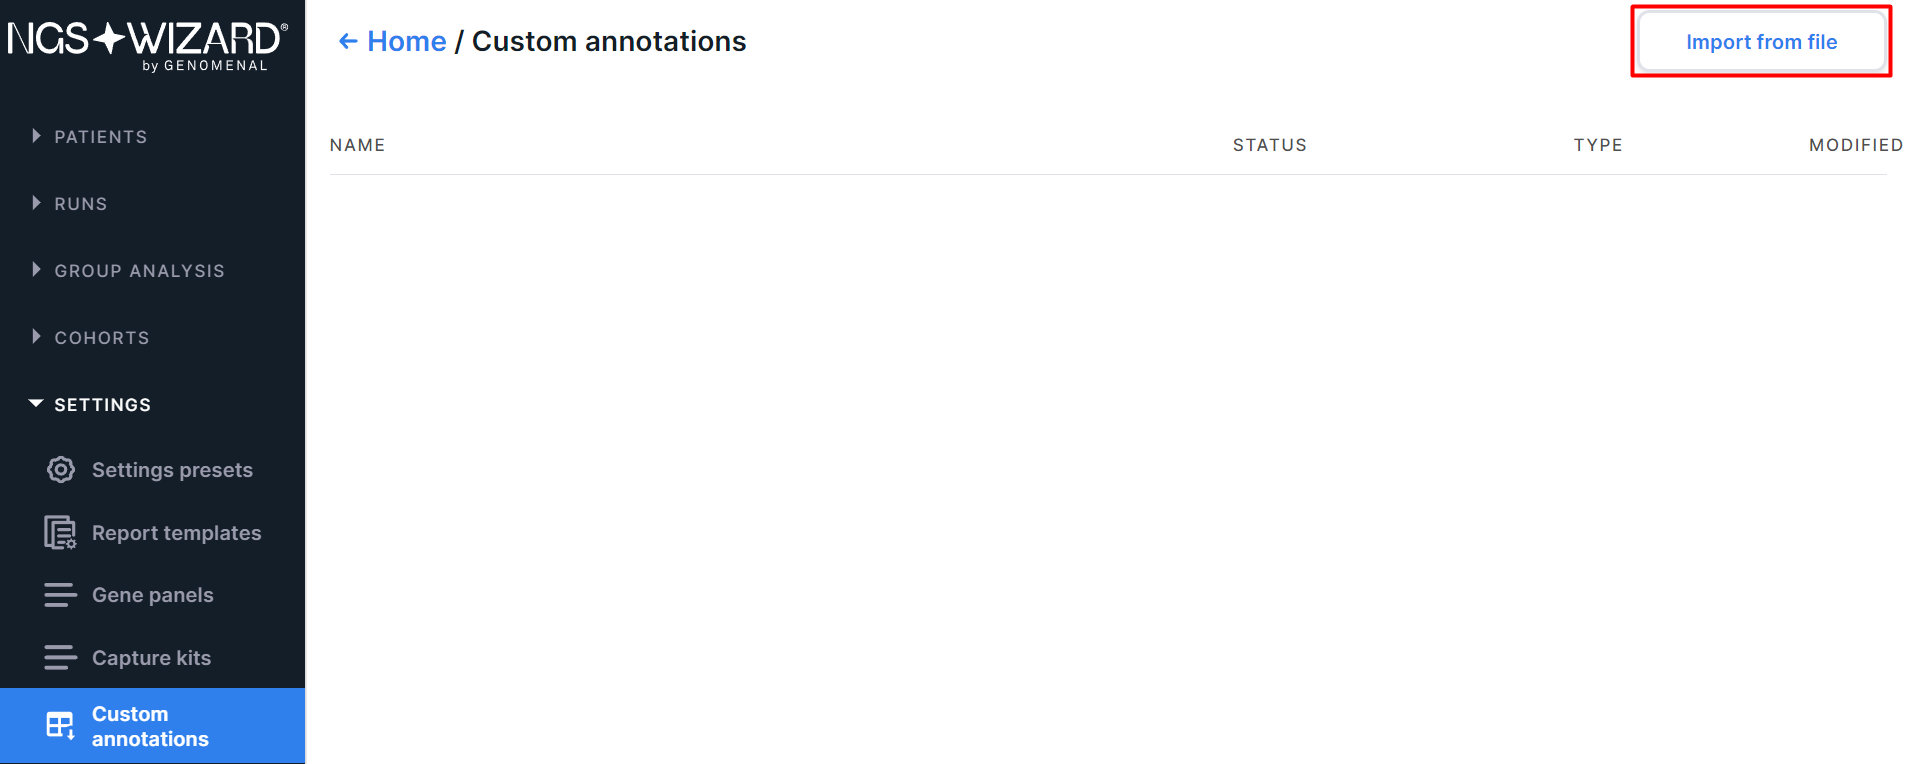 NGS WIZARD®
by GENOMENAL
PATIENTS
RUNS
GROUP ANALYSIS
COHORTS
SETTINGS
Settings presets
Report templates
Gene panels
Capture kits
Custom
annotations
← Home / Custom annotations
Import from file
NAME STATUS TYPE MODIFIED